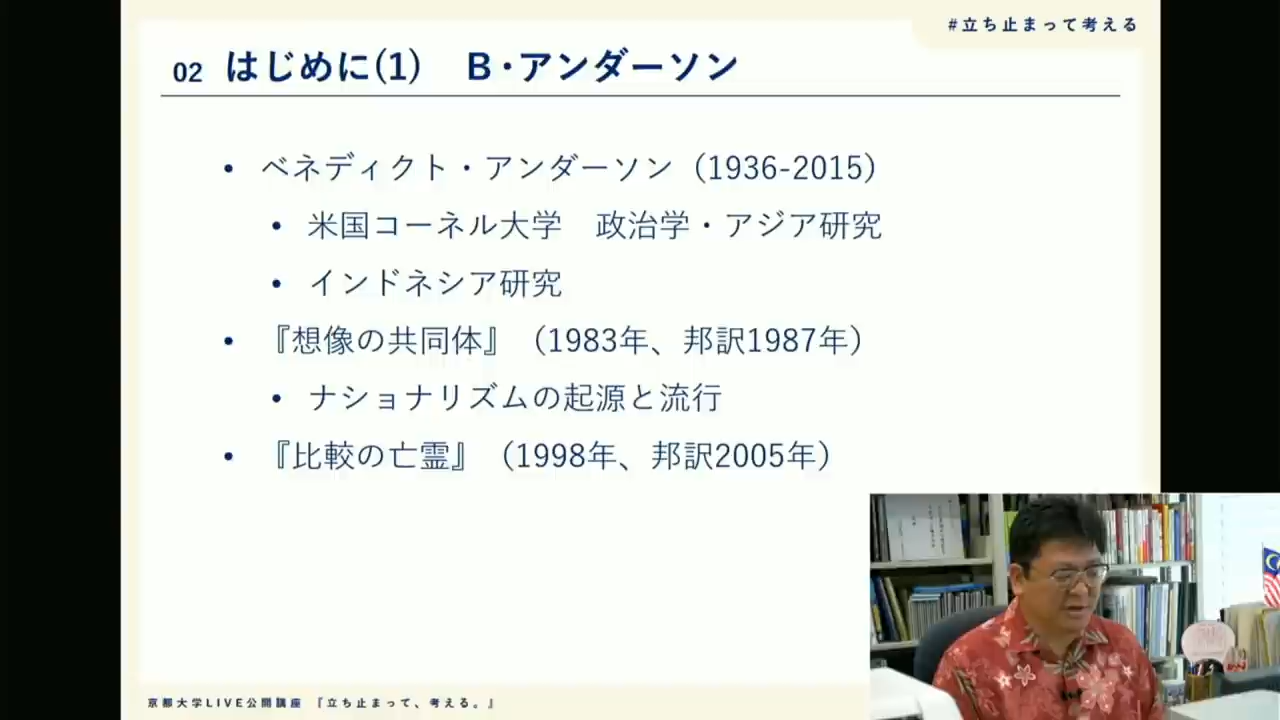 #立ち止まって考える
02 はじめに(1) B・アンダーソン
• ベネディクト・アンダーソン（1936-2015）
• 米国コーネル大学 政治学・アジア研究
• インドネシア研究
• 『想像の共同体』（1983年、邦訳1987年）
• ナショナリズムの起源と流行
• 『比較の亡霊』（1998年、邦訳2005年）
京都大学LIVE公開講座 『立ち止まって、考える。』